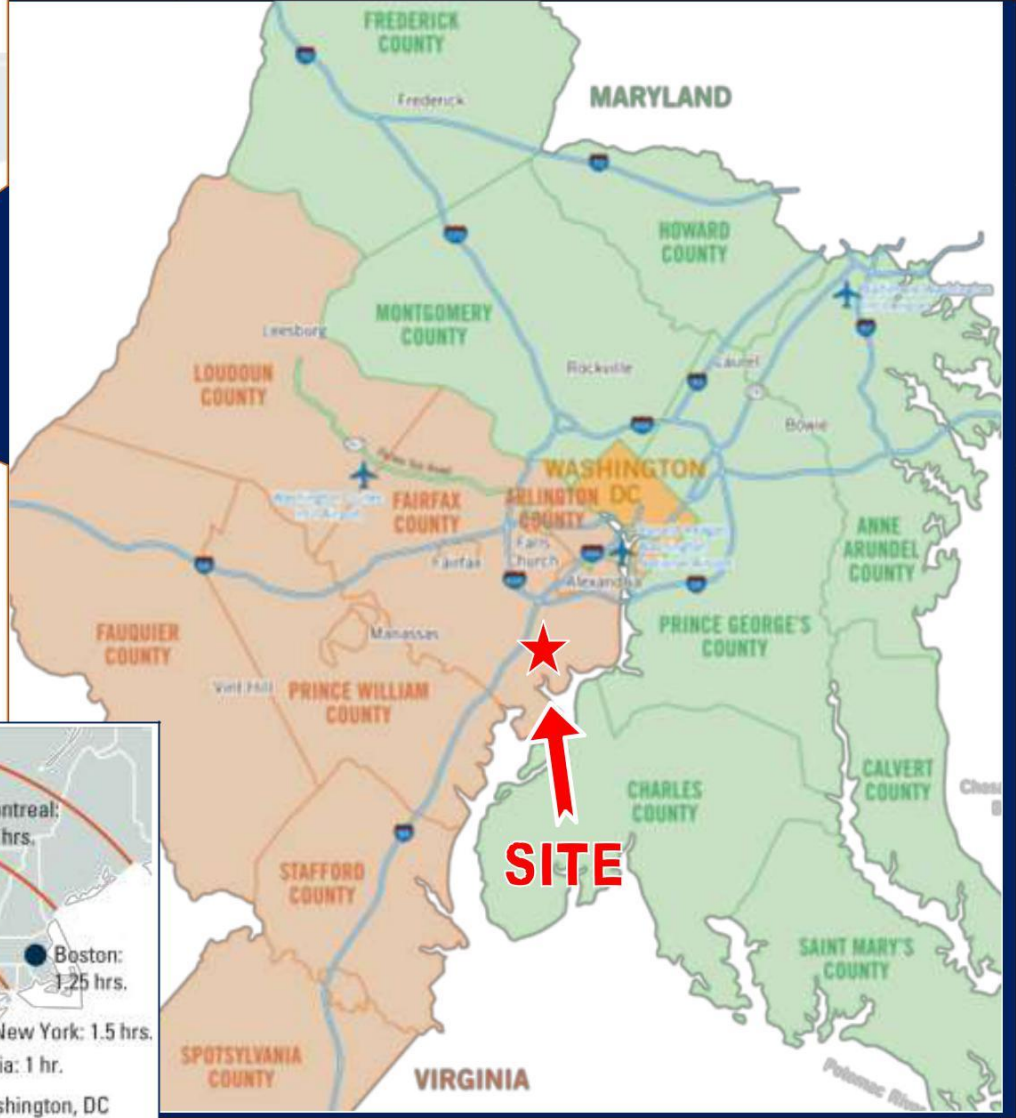 FREDERICK
COUNTY
MARYLAND
Frederick
HOWARD
COUNTY
MONTGOMERY
COUNTY
Leesburg
LOUDOUN
COUNTY
Rockville
Laurel
Bowie
WASHINGTON
DC
FAIRFAX
COUNTY
ARLINGTON
COUNTY
Falls
Church
Fairfax
Alexandria
ANNE
ARUNDEL
COUNTY
FAUQUIER
COUNTY
Manassas
PRINCE GEORGE'S
COUNTY
Vint Hill
PRINCE WILLIAM
COUNTY
CHARLES
COUNTY
CALVERT
COUNTY
SITE
STAFFORD
COUNTY
SAINT MARY'S
COUNTY
SPOTSYLVANIA
COUNTY
VIRGINIA
Potomac
ntreal:
hrs.
Boston:
1.25 hrs.
New York: 1.5 hrs.
ia: 1 hr.
shington, DC